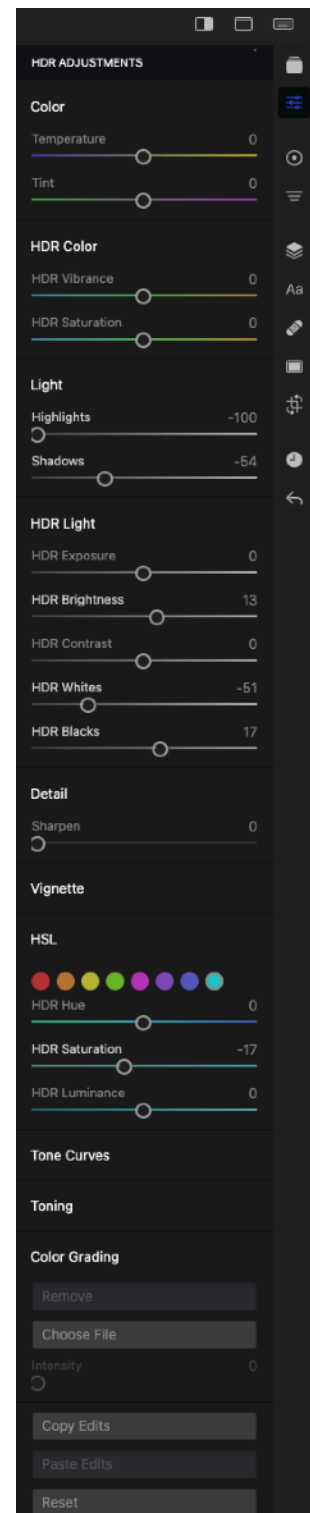 HDR ADJUSTMENTS
Color
Temperature 0
Tint 0
HDR Color
HDR Vibrance 0
HDR Saturation 0
Aa
Light
Highlights -100
Shadows -54
HDR Light
HDR Exposure 0
HDR Brightness 13
HDR Contrast 0
HDR Whites -51
HDR Blacks 17
Detail
Sharpen 0
Vignette
HSL
HDR Hue 0
HDR Saturation -17
HDR Luminance 0
Tone Curves
Toning
Color Grading
Remove
Choose File
Intensity 0
Copy Edits
Paste Edits
Reset